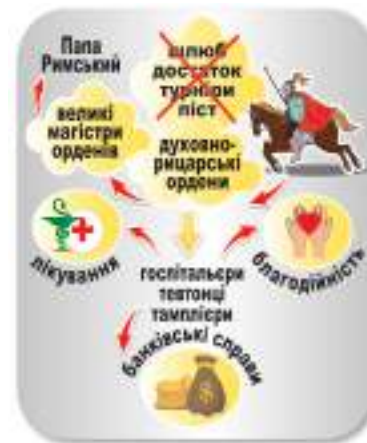 Папа
Римський
шлюб
достаток
турніри
піст
великі
магістри
орденів
духовно-
рицарські
ордени
лікування
благодійність
госпітальєри
тевтонці
тамплієри
банківські справи